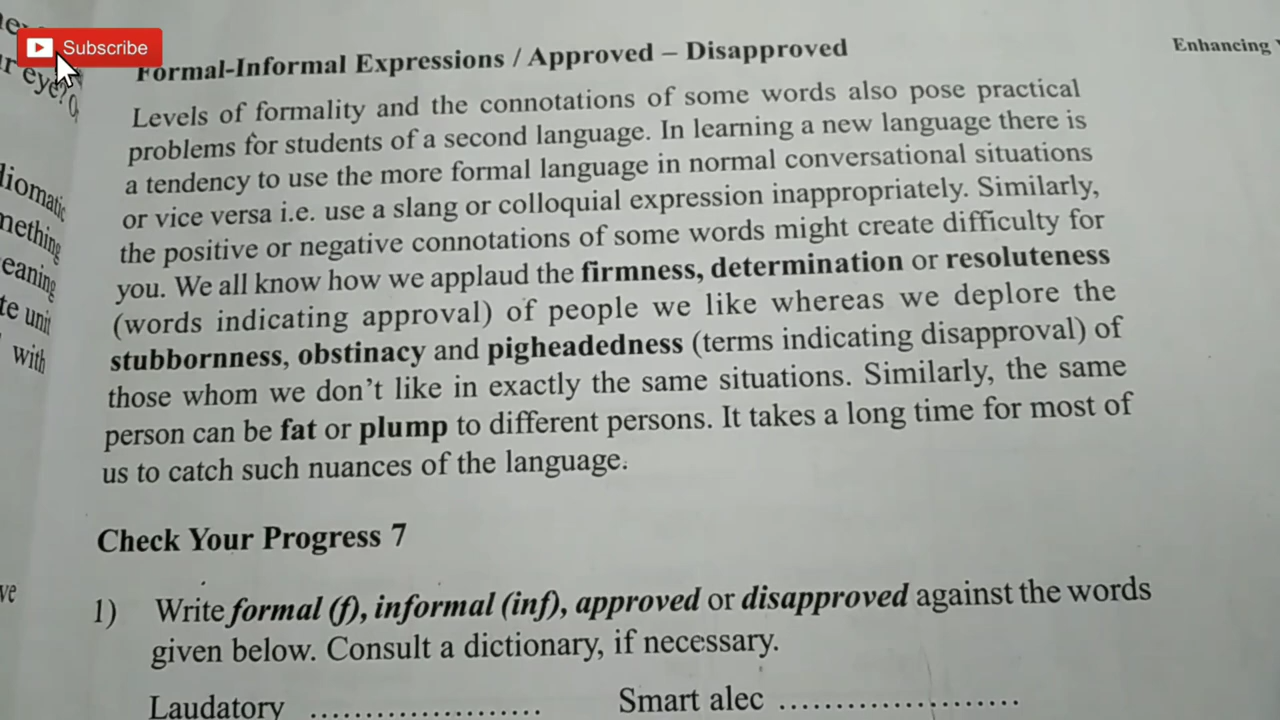 Subscribe
Formal-Informal Expressions / Approved – Disapproved
Enhancing
Levels of formality and the connotations of some words also pose practical
problems for students of a second language. In learning a new language there is
a tendency to use the more formal language in normal conversational situations
or vice versa i.e. use a slang or colloquial expression inappropriately. Similarly,
the positive or negative connotations of some words might create difficulty for
you. We all know how we applaud the firmness, determination or resoluteness
(words indicating approval) of people we like whereas we deplore the
stubbornness, obstinacy and pigheadedness (terms indicating disapproval) of
those whom we don't like in exactly the same situations. Similarly, the same
person can be fat or plump to different persons. It takes a long time for most of
us to catch such nuances of the language.
Check Your Progress 7
1) Write formal (f), informal (inf), approved or disapproved against the words
given below. Consult a dictionary, if necessary.
Laudatory ..................... Smart alec ......................
eye?
liomatic
mething
eaning
te unit
with
ve